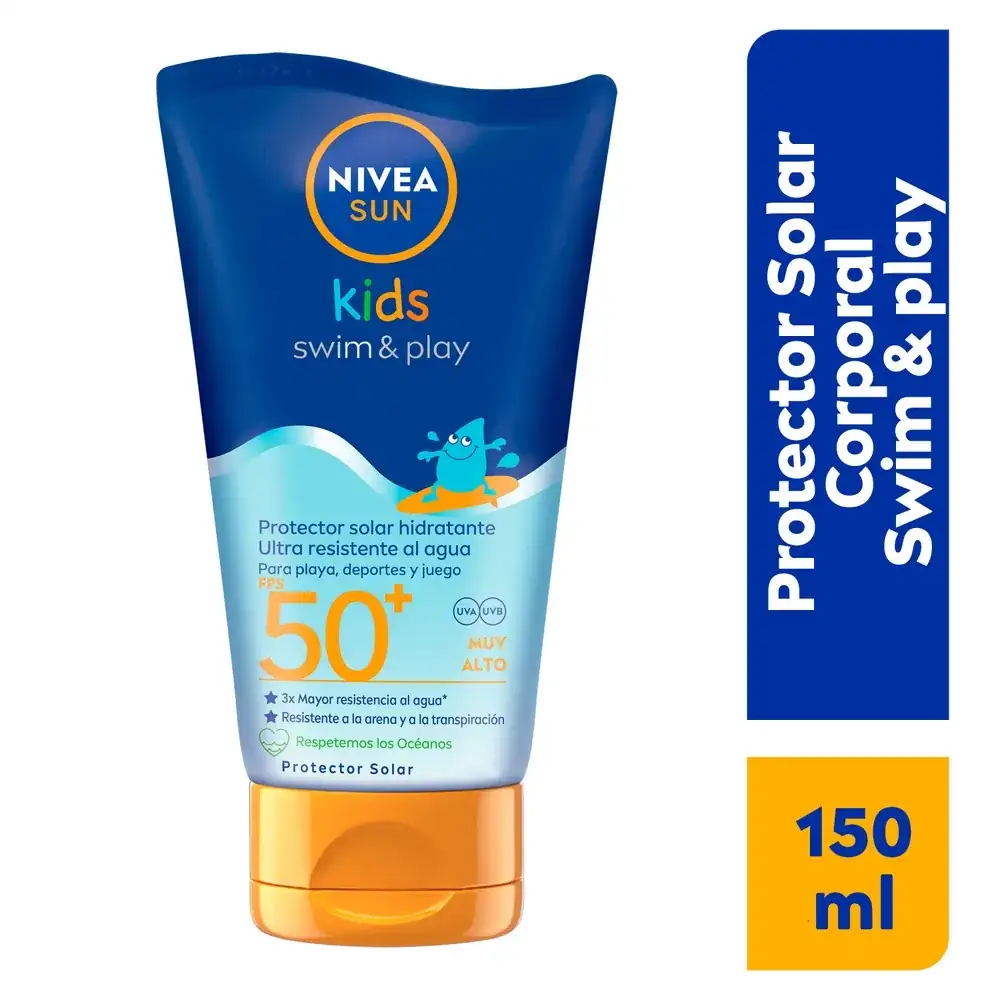 NIVEA
SUN
kids
swim & play
Protector solar hidratante
Ultra resistente al agua
Para playa, deportes y juego
FPS
50+
UVA UVB
MUY
ALTO
3x Mayor resistencia al agua*
Resistente a la arena y a la transpiración
Respetemos los Océanos
Protector Solar
Protector Solar
Corporal
Swim & play
150
ml